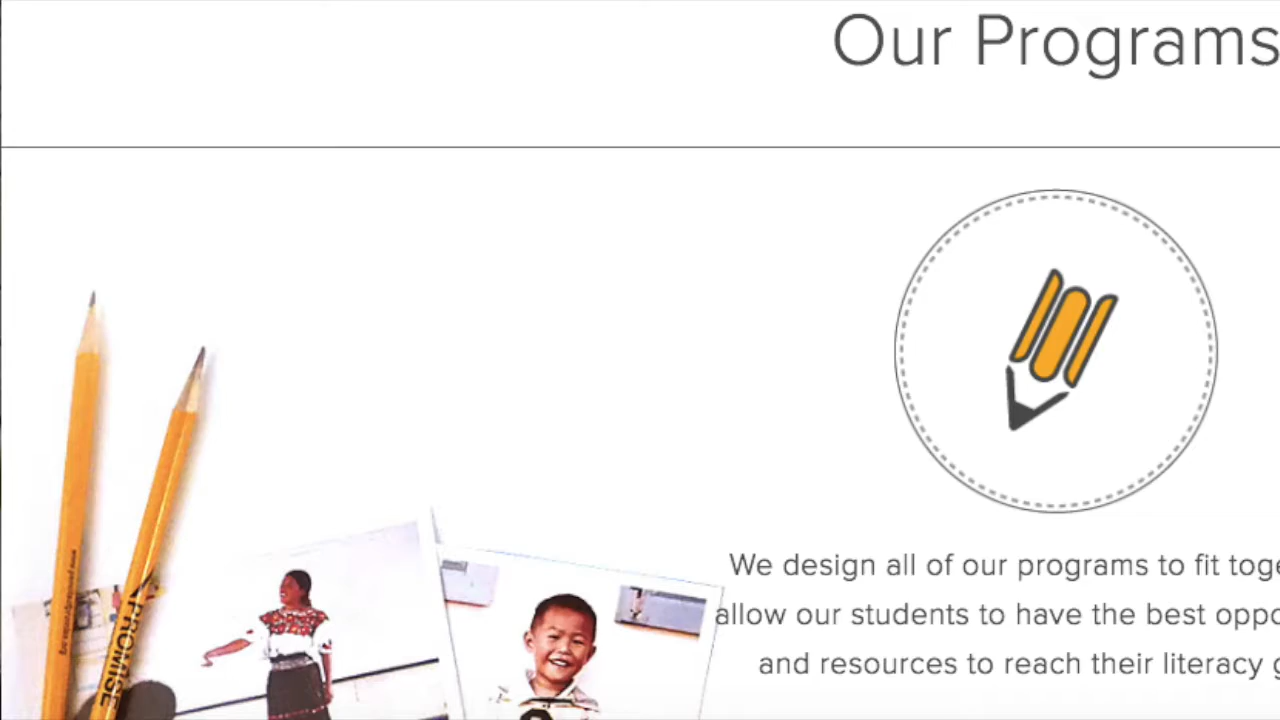 Our Programs
We design all of our programs to fit toge
allow our students to have the best oppo
and resources to reach their literacy g
PROMISE